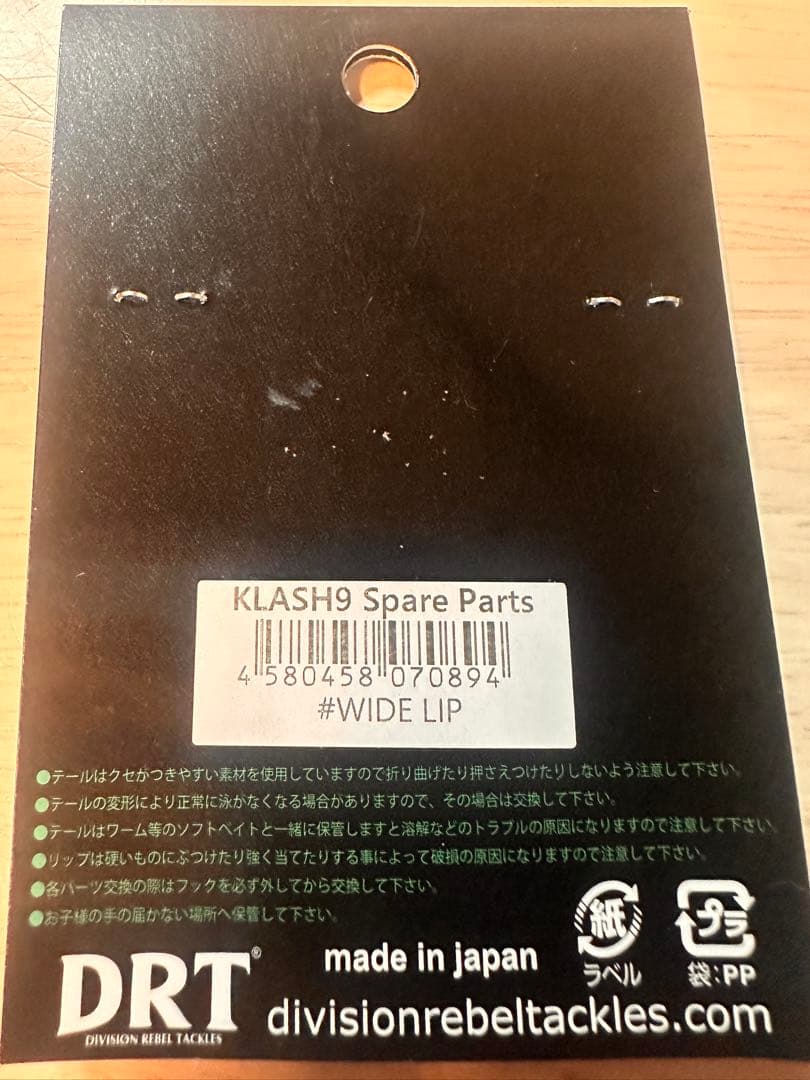 KLASH9 Spare Parts
4 580458 070894
#WIDE LIP
●テールはクセがつきやすい素材を使用していますので折り曲げたり押さえつけたりしないよう注意して下さい。
●テールの変形により正常に泳がなくなる場合がありますので、その場合は交換して下さい。
●テールはワーム等のソフトベイトと一緒に保管しますと溶解などのトラブルの原因になりますので注意して下さい。
●リップは硬いものにぶつけたり強く当てたりする事によって破損の原因になりますので注意して下さい。
●各パーツ交換の際はフックを必ず外してから交換して下さい。
●お子様の手の届かない場所へ保管して下さい。
紙
ラベル
プラ
袋:PP
made in japan
DRT®
DIVISION REBEL TACKLES
divisionrebeltackles.com